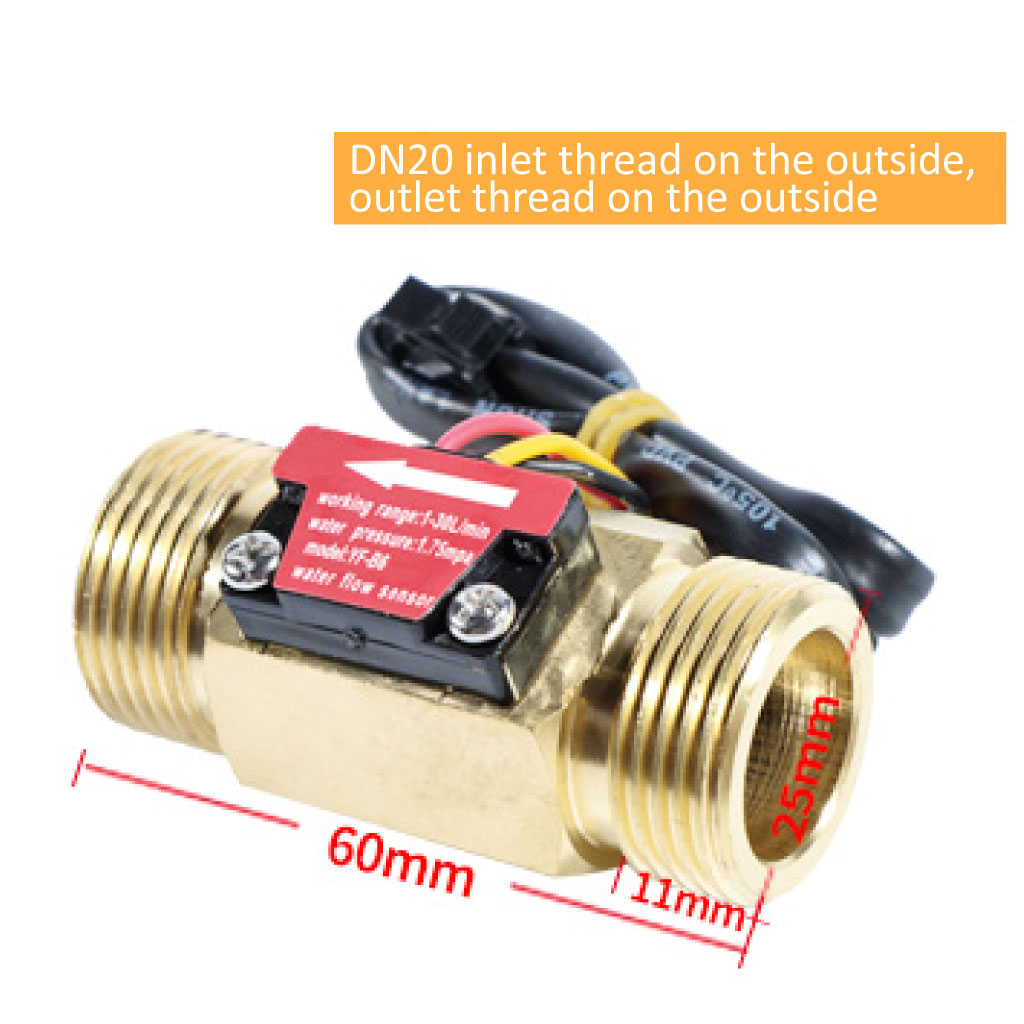 DN20 inlet thread on the outside,
outlet thread on the outside
working range:1-30L/min
water pressure:1.75mpa
model:YF-B6
water flow sensor
105℃
25mm
60mm
11mm